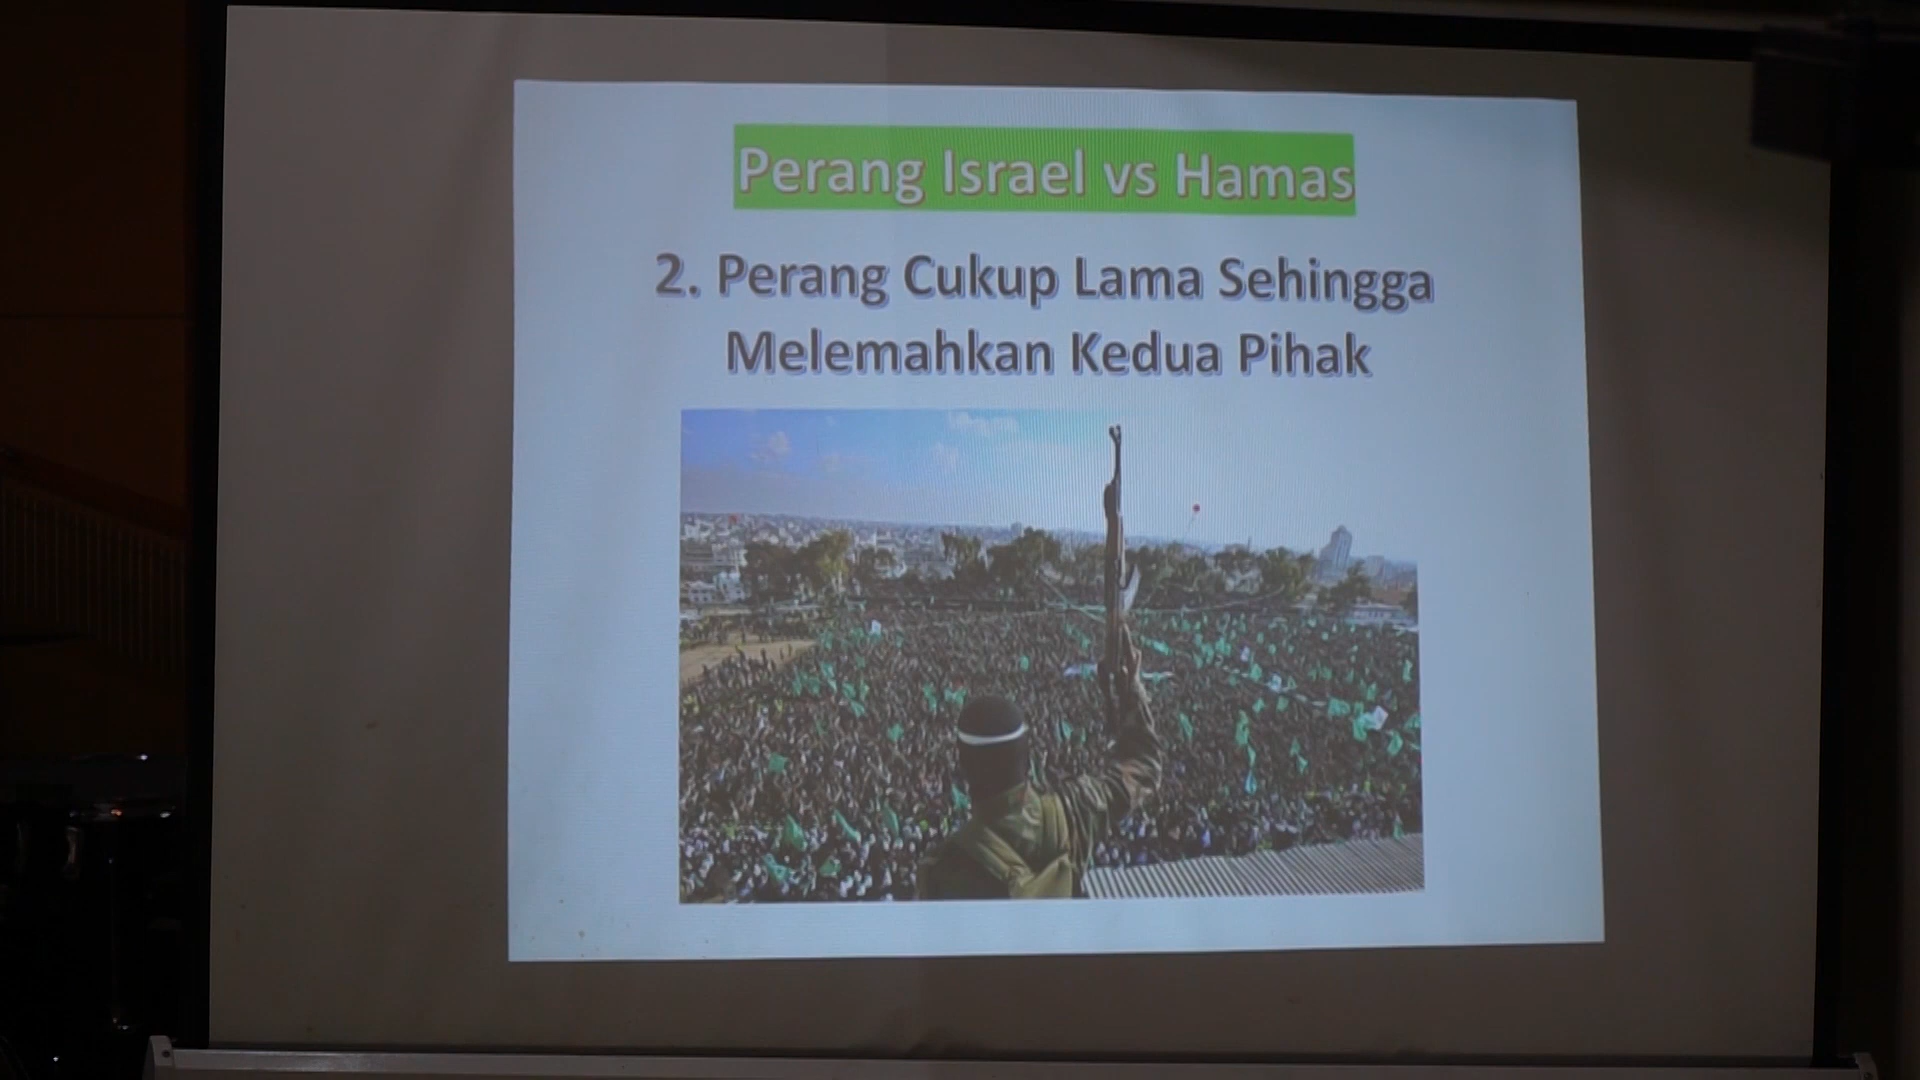 Perang Israel vs Hamas
2. Perang Cukup Lama Sehingga
Melemahkan Kedua Pihak